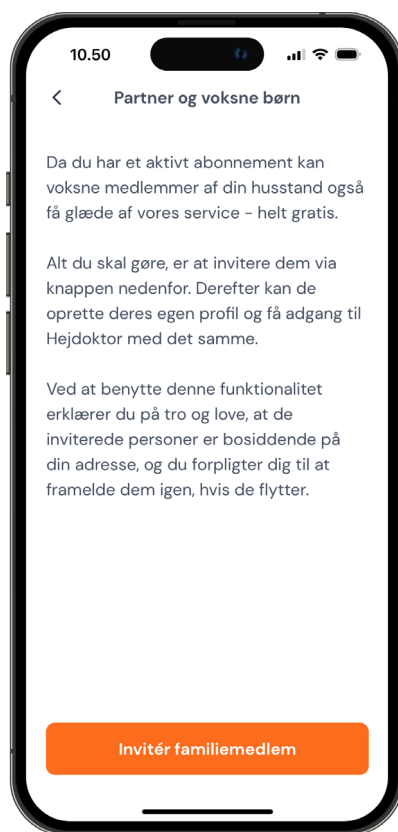 10.50
Partner og voksne børn
Da du har et aktivt abonnement kan
voksne medlemmer af din husstand også
få glæde af vores service – helt gratis.
Alt du skal gøre, er at invitere dem via
knappen nedenfor. Derefter kan de
oprette deres egen profil og få adgang til
Hejdoktor med det samme.
Ved at benytte denne funktionalitet
erklærer du på tro og love, at de
inviterede personer er bosiddende på
din adresse, og du forpligter dig til at
framelde dem igen, hvis de flytter.
Invitér familiemedlem